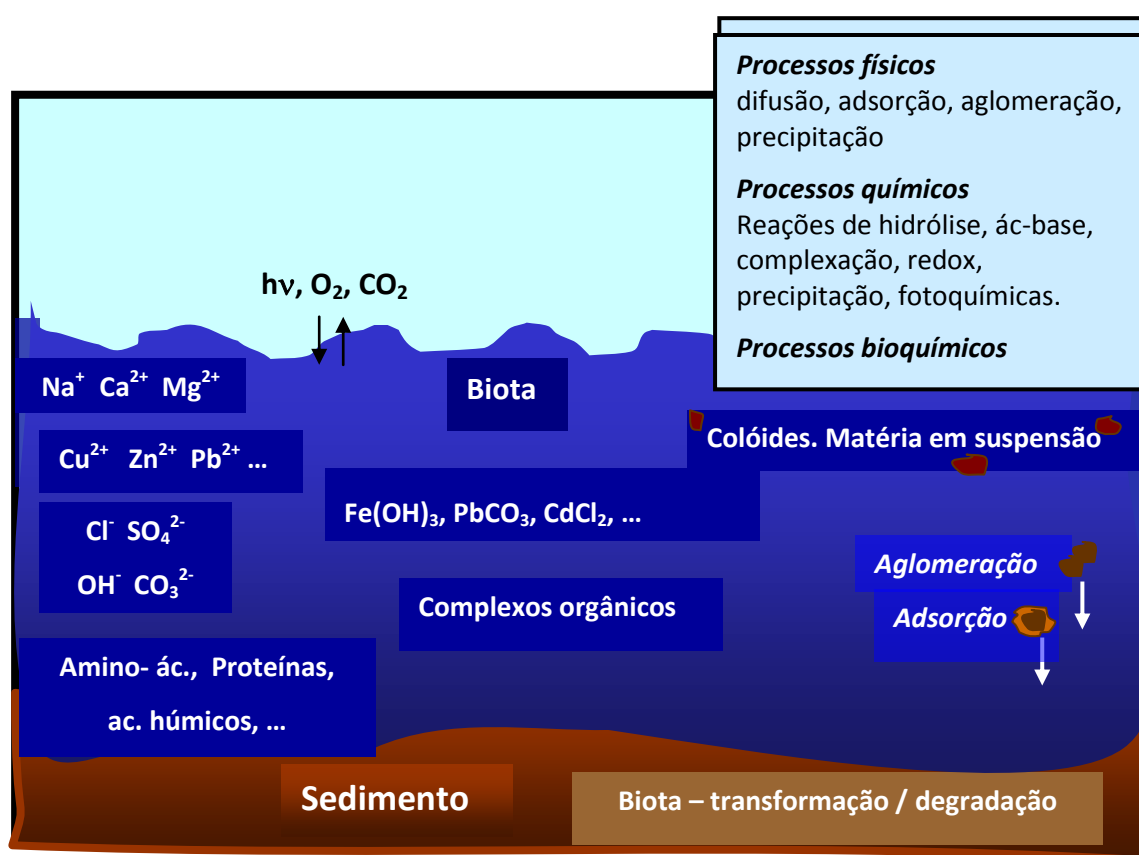 Processos físicos
difusão, adsorção, aglomeração,
precipitação
Processos químicos
Reações de hidrólise, ác-base,
complexação, redox,
precipitação, fotoquímicas.
Processos bioquímicos
hν, O₂, CO₂
Na⁺ Ca²⁺ Mg²⁺
Biota
Colóides. Matéria em suspensão
Cu²⁺ Zn²⁺ Pb²⁺ ...
Fe(OH)₃, PbCO₃, CdCl₂, ...
Cl⁻ SO₄²⁻
OH⁻ CO₃²⁻
Aglomeração
Complexos orgânicos
Adsorção
Amino- ác., Proteínas,
ac. húmicos, ...
Sedimento
Biota – transformação / degradação